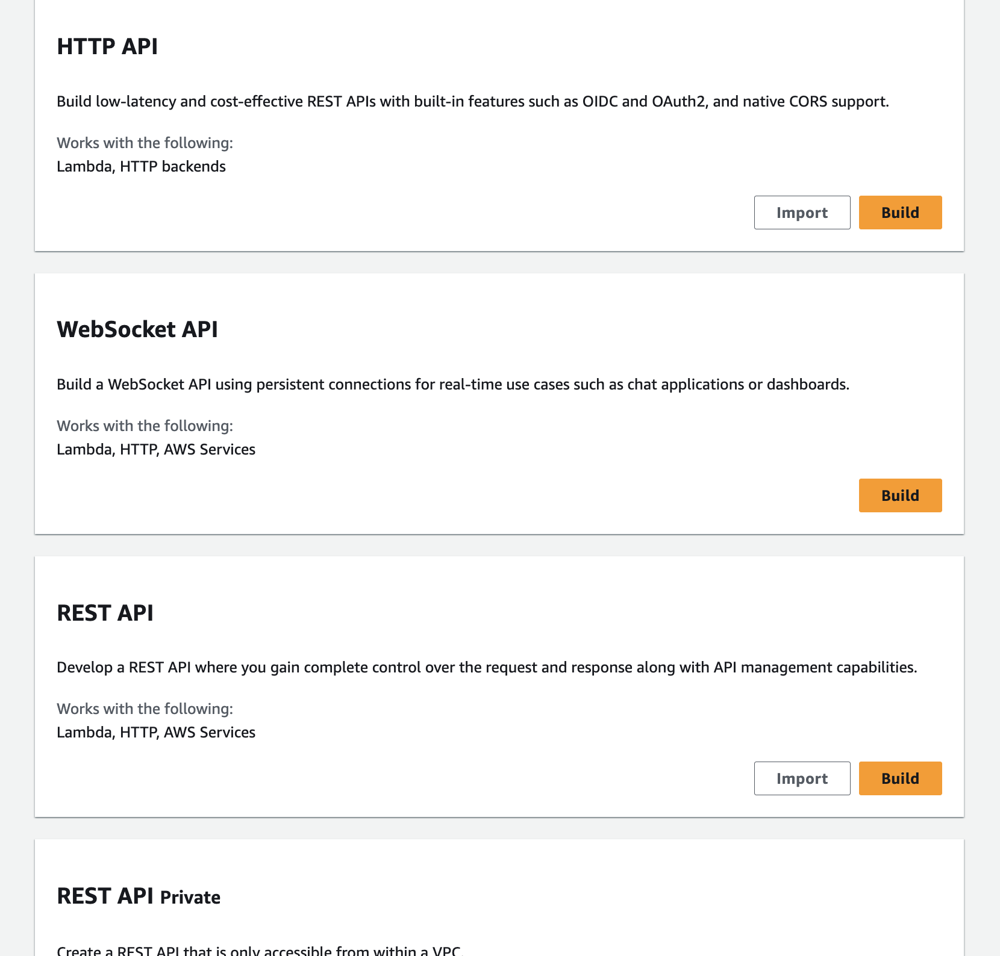 HTTP API
Build low-latency and cost-effective REST APIs with built-in features such as OIDC and OAuth2, and native CORS support.
Works with the following:
Lambda, HTTP backends
Import Build
WebSocket API
Build a WebSocket API using persistent connections for real-time use cases such as chat applications or dashboards.
Works with the following:
Lambda, HTTP, AWS Services
Build
REST API
Develop a REST API where you gain complete control over the request and response along with API management capabilities.
Works with the following:
Lambda, HTTP, AWS Services
Import Build
REST API Private
Create a REST API that is only accessible from within a VPC.